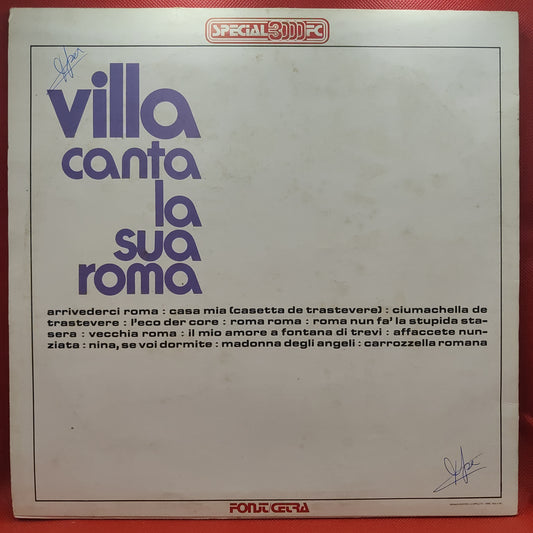 SPECIAL 3000 FC
villa
canta
la
sua
roma
arrivederci roma : casa mia (casetta de trastevere) : ciumachella de
trastevere : l'eco der core : roma roma : roma nun fa' la stupida sta-
sera : vecchia roma : il mio amore a fontana di trevi : affaccete nun-
ziata : nina, se voi dormite : madonna degli angeli : carrozzella romana
FONIT CETRA